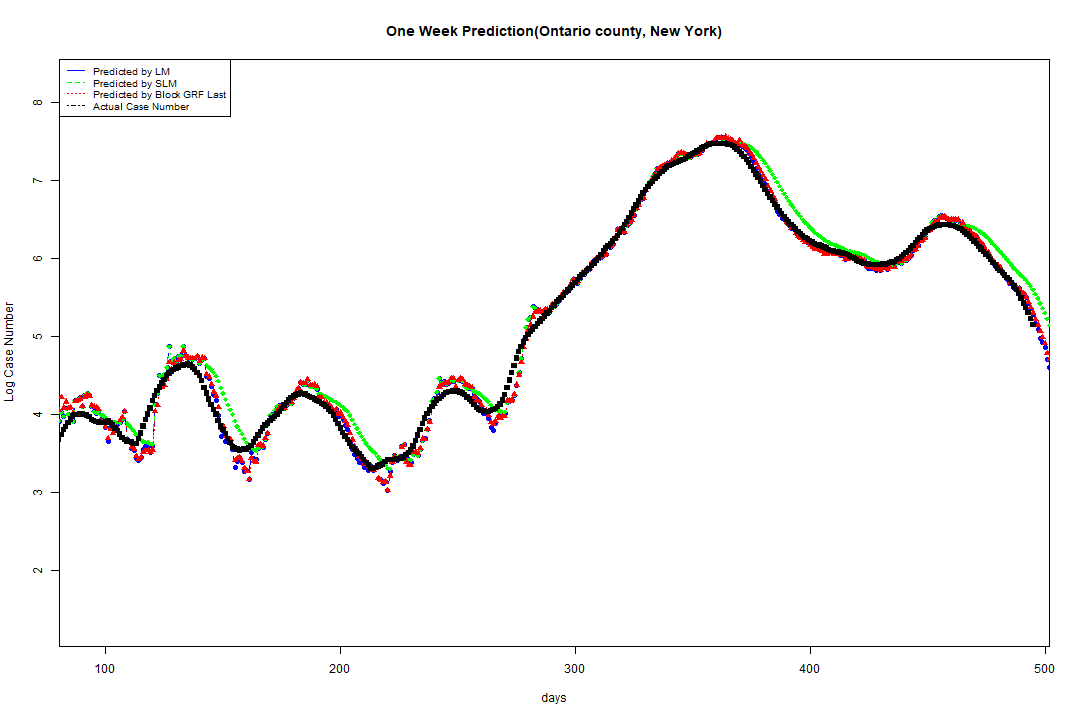 One Week Prediction(Ontario county, New York)
Predicted by LM
Predicted by SLM
Predicted by Block GRF Last
Actual Case Number
8
7
6
5
4
3
2
Log Case Number
100 200 300 400 500
days